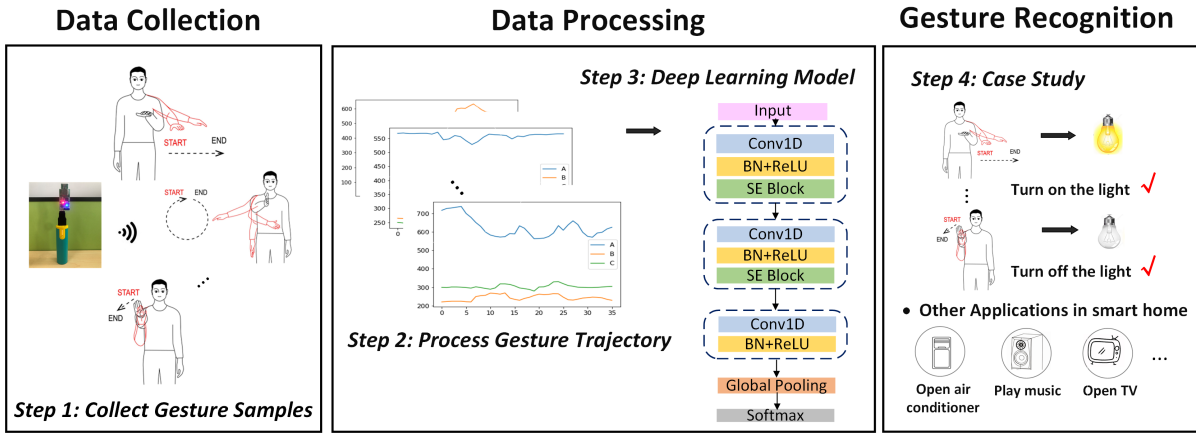 Data Collection
Data Processing
Gesture Recognition
START
END
START
END
START
END
Step 1: Collect Gesture Samples
Step 3: Deep Learning Model
600
500
400
300
200
100
0
550
500
450
400
350
300
250
A
B
A
B
C
700
600
500
400
300
200
0
5
10
15
20
25
30
35
Step 2: Process Gesture Trajectory
Input
Conv1D
BN+ReLU
SE Block
Conv1D
BN+ReLU
SE Block
Conv1D
BN+ReLU
Global Pooling
Softmax
Step 4: Case Study
START
END
Turn on the light √
START
END
Turn off the light √
• Other Applications in smart home
Open air
conditioner
Play music
Open TV
...